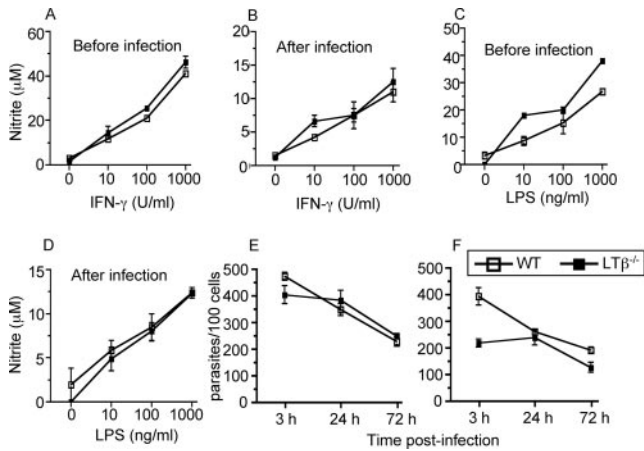 A
Before infection
Nitrite (μM)
60
40
20
0
0 10 100 1000
IFN-γ (U/ml)
B
After infection
20
15
10
5
0
0 10 100 1000
IFN-γ (U/ml)
C
Before infection
50
40
30
20
10
0
0 10 100 1000
LPS (ng/ml)
D
After infection
Nitrite (μM)
15
10
5
0
0 10 100 1000
LPS (ng/ml)
E
parasites/100 cells
500
400
300
200
100
0
3 h 24 h 72 h
F
WT LTβ-/-
400
300
200
100
0
3 h 24 h 72 h
Time post-infection